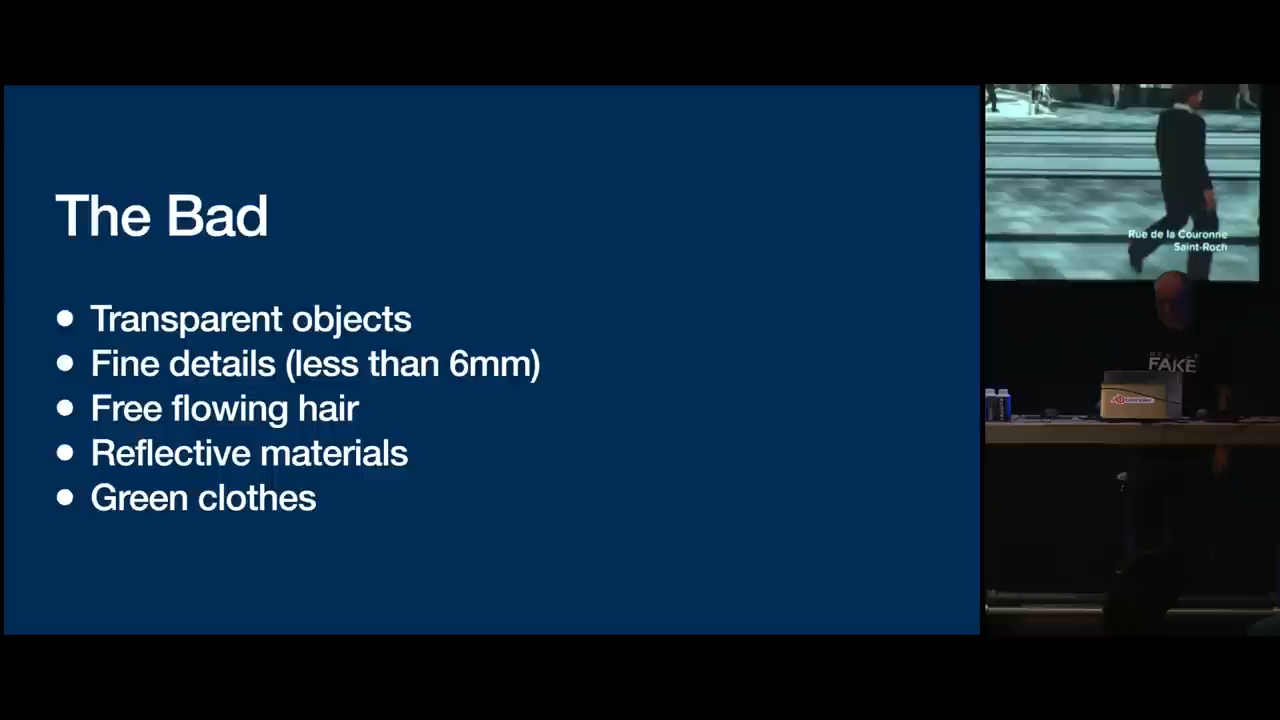 The Bad
• Transparent objects
• Fine details (less than 6mm)
• Free flowing hair
• Reflective materials
• Green clothes
Rue de la Couronne
Saint-Roch
FAKE
blender